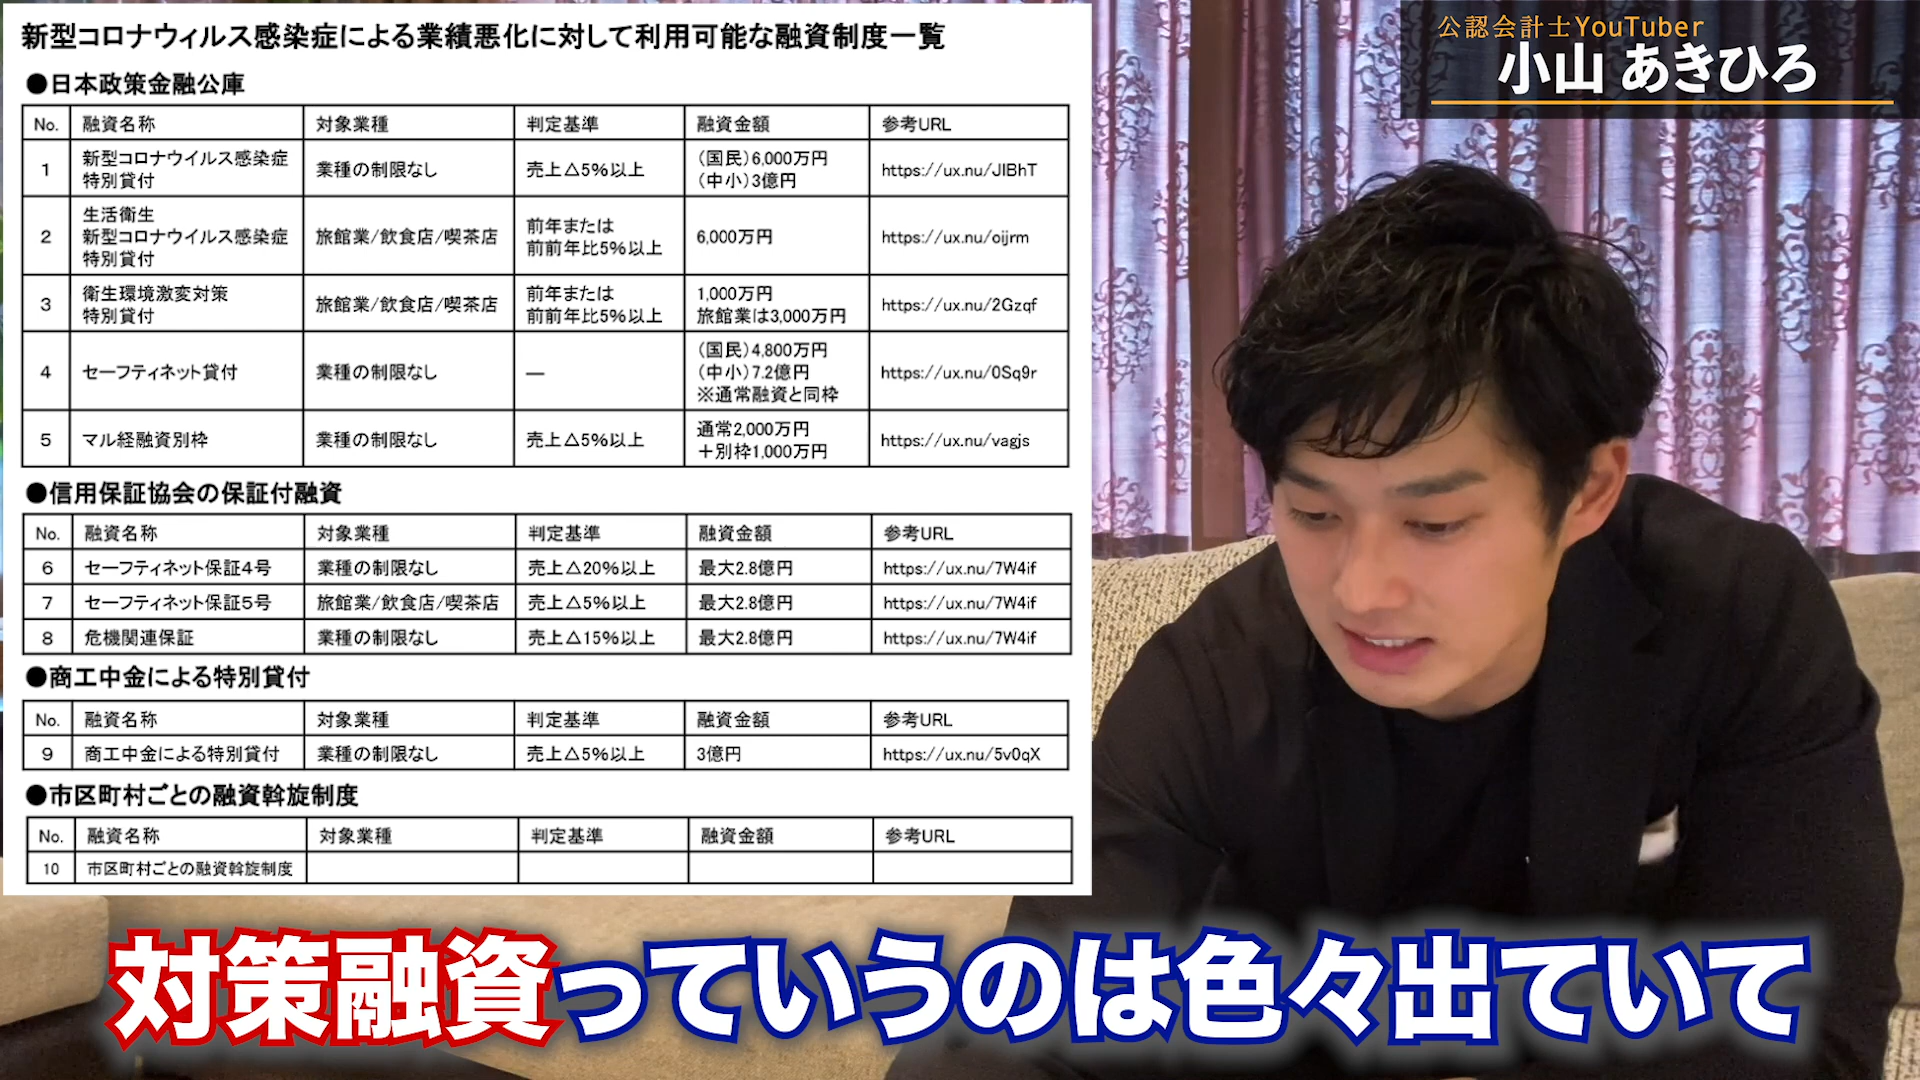 新型コロナウィルス感染症による業績悪化に対して利用可能な融資制度一覧
●日本政策金融公庫
No. 融資名称 対象業種 判定基準 融資金額 参考URL
1 新型コロナウイルス感染症 特別貸付 業種の制限なし 売上△5%以上 (国民)6,000万円 (中小)3億円 https://ux.nu/JIBhT
2 生活衛生 新型コロナウイルス感染症 特別貸付 旅館業/飲食店/喫茶店 前年または 前前年比5%以上 6,000万円 https://ux.nu/oijrm
3 衛生環境激変対策 特別貸付 旅館業/飲食店/喫茶店 前年または 前前年比5%以上 1,000万円 旅館業は3,000万円 https://ux.nu/2Gzqf
4 セーフティネット貸付 業種の制限なし ― (国民)4,800万円 (中小)7.2億円 ※通常融資と同枠 https://ux.nu/0Sq9r
5 マル経融資別枠 業種の制限なし 売上△5%以上 通常2,000万円 +別枠1,000万円 https://ux.nu/vagjs
●信用保証協会の保証付融資
No. 融資名称 対象業種 判定基準 融資金額 参考URL
6 セーフティネット保証4号 業種の制限なし 売上△20%以上 最大2.8億円 https://ux.nu/7W4if
7 セーフティネット保証5号 旅館業/飲食店/喫茶店 売上△5%以上 最大2.8億円 https://ux.nu/7W4if
8 危機関連保証 業種の制限なし 売上△15%以上 最大2.8億円 https://ux.nu/7W4if
●商工中金による特別貸付
No. 融資名称 対象業種 判定基準 融資金額 参考URL
9 商工中金による特別貸付 業種の制限なし 売上△5%以上 3億円 https://ux.nu/5v0qX
●市区町村ごとの融資斡旋制度
No. 融資名称 対象業種 判定基準 融資金額 参考URL
10 市区町村ごとの融資斡旋制度
公認会計士YouTuber
小山 あきひろ
対策融資っていうのは色々出ていて